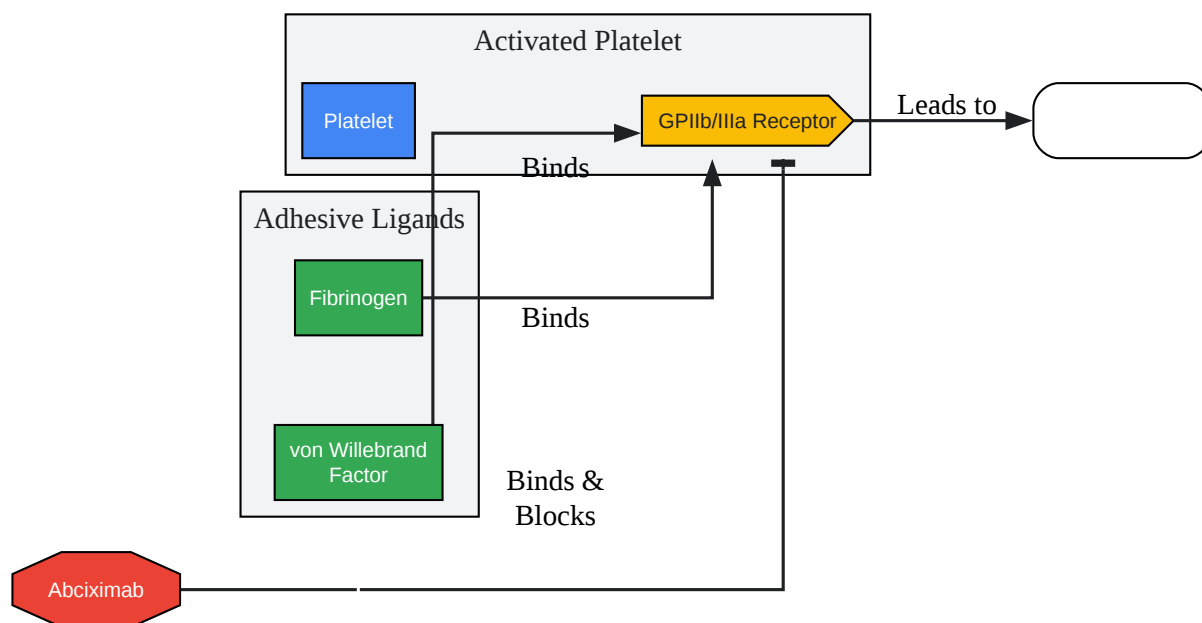 Activated Platelet
Platelet
GPIIb/IIIa Receptor
Leads to
Binds
Adhesive Ligands
Fibrinogen
Binds
von Willebrand
Factor
Binds &
Blocks
Abciximab